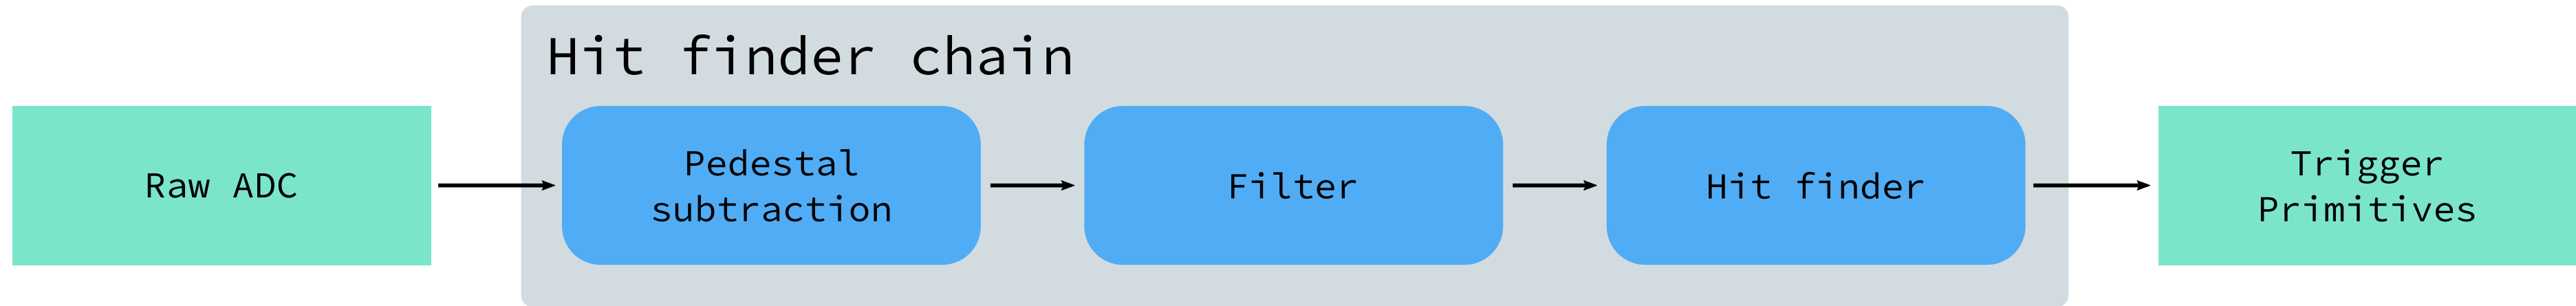 Hit finder chain
Raw ADC
Pedestal
subtraction
Filter
Hit finder
Trigger
Primitives